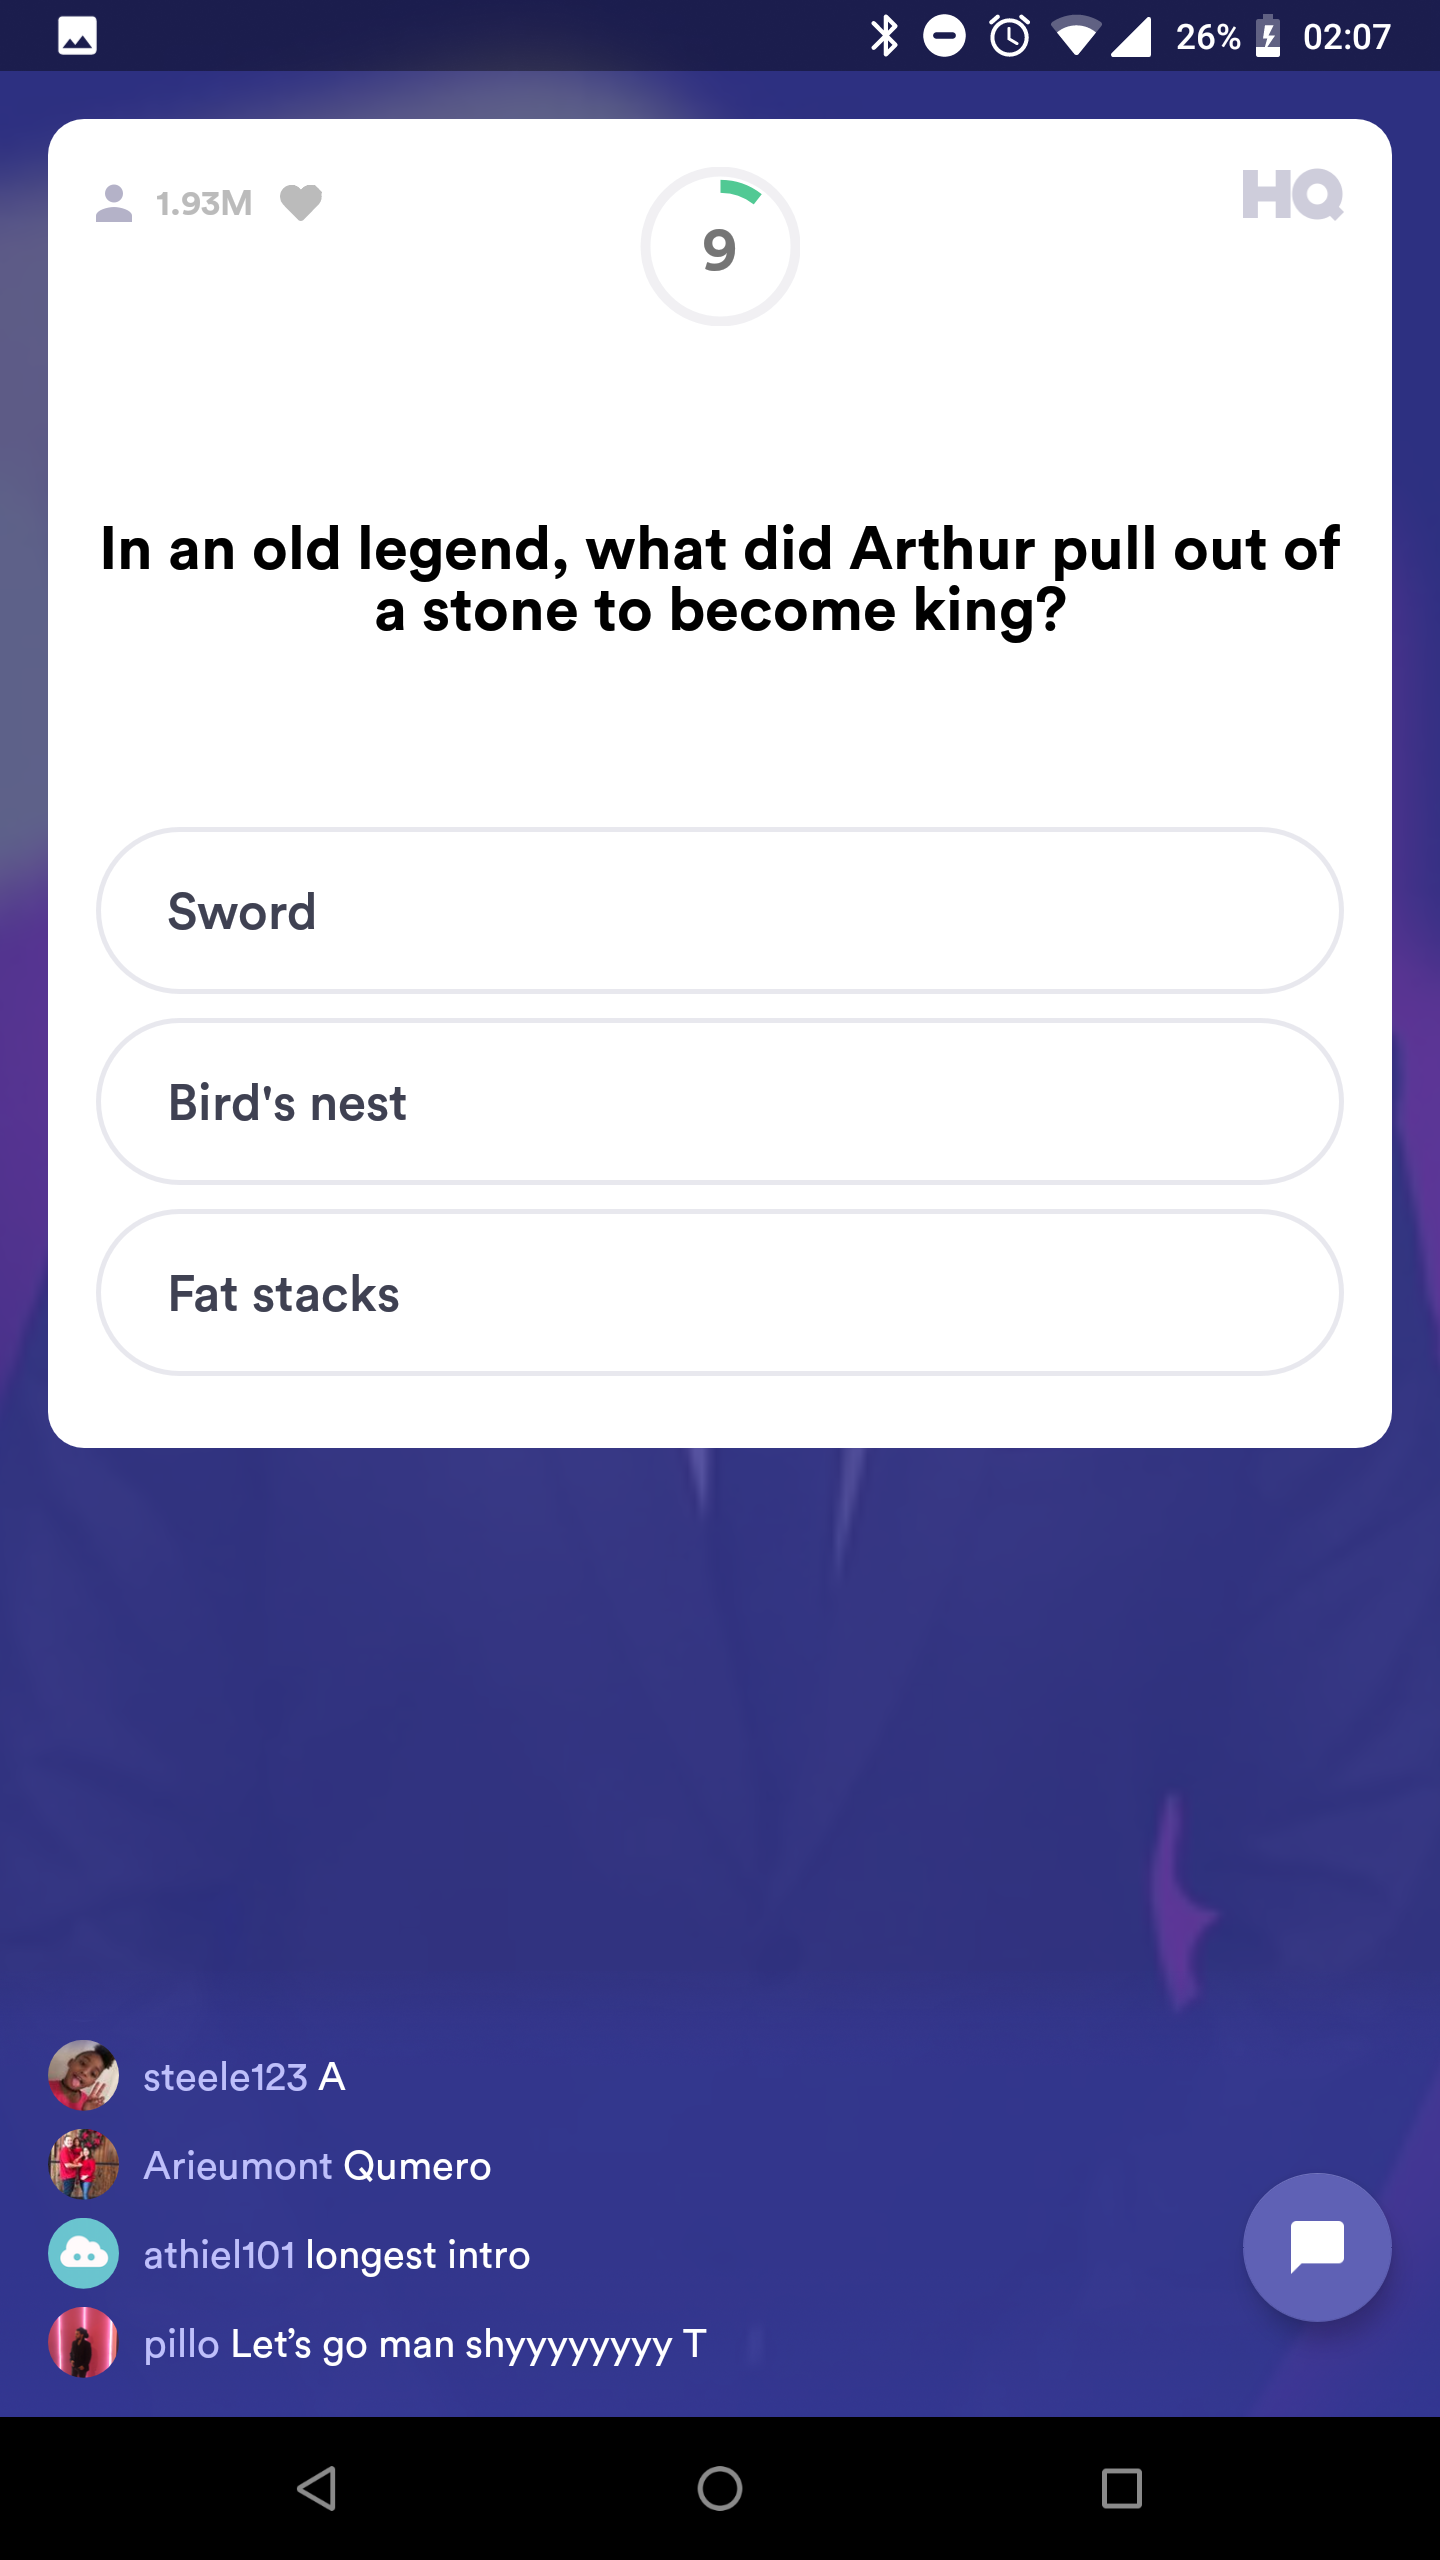 26% 02:07
1.93M
9
HQ
In an old legend, what did Arthur pull out of
a stone to become king?
Sword
Bird's nest
Fat stacks
steele123 A
Arieumont Qumero
athiel101 longest intro
pillo Let’s go man shyyyyyyyy T